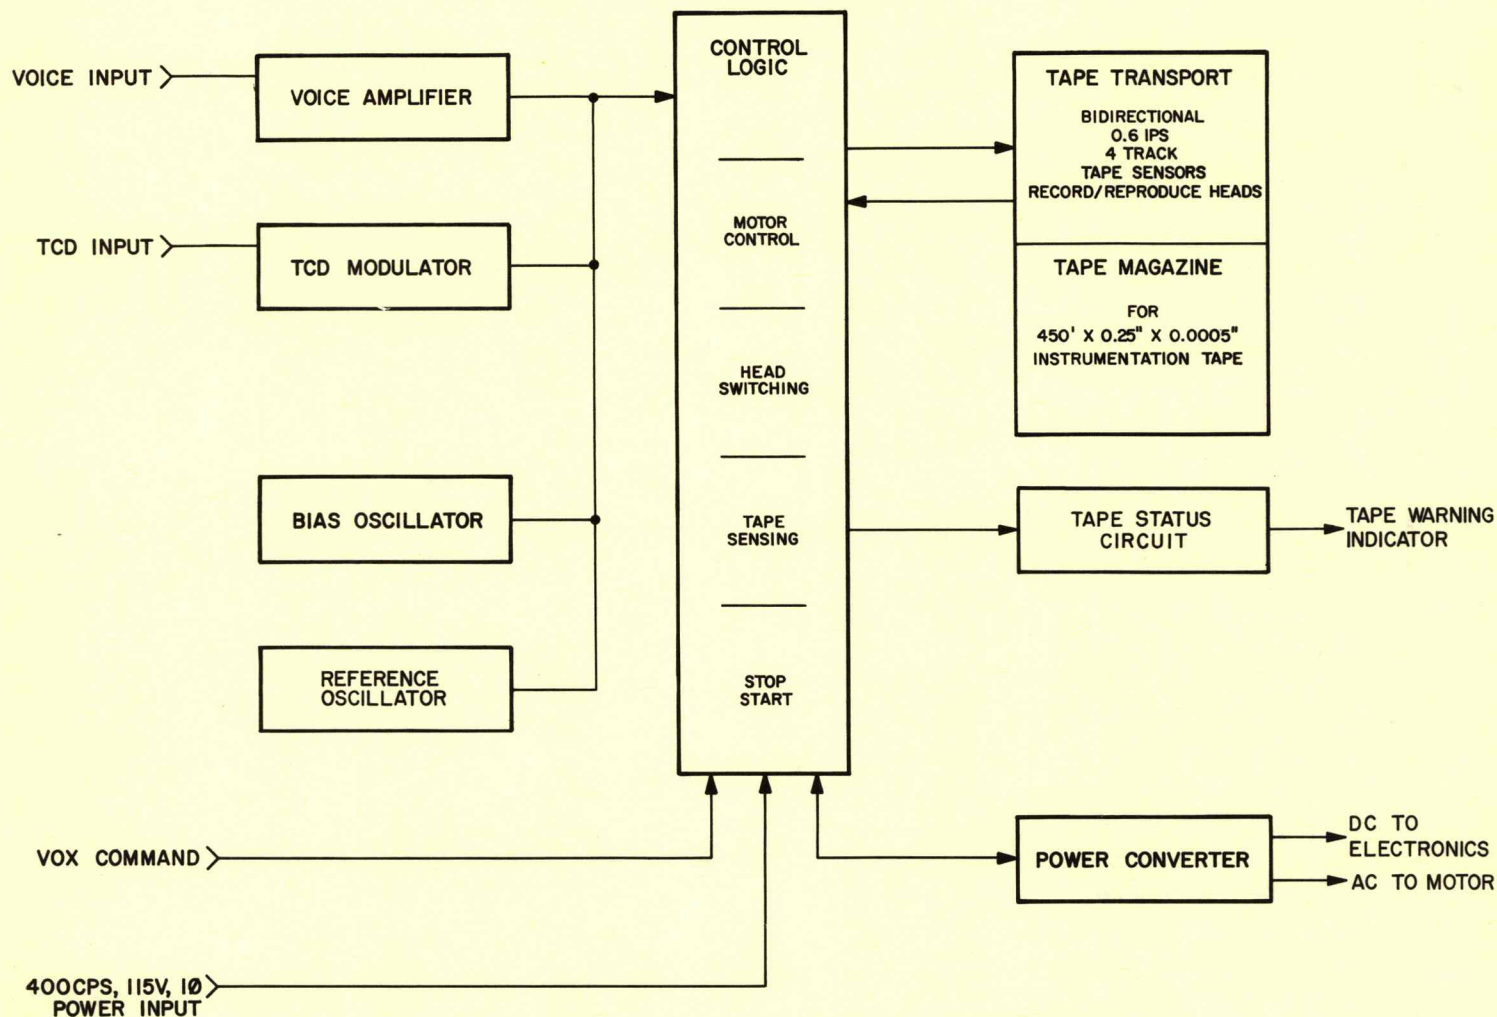 VOICE INPUT
VOICE AMPLIFIER
TCD INPUT
TCD MODULATOR
BIAS OSCILLATOR
REFERENCE
OSCILLATOR
VOX COMMAND
400CPS, 115V, 1Ø
POWER INPUT
CONTROL
LOGIC
MOTOR
CONTROL
HEAD
SWITCHING
TAPE
SENSING
STOP
START
TAPE TRANSPORT
BIDIRECTIONAL
0.6 IPS
4 TRACK
TAPE SENSORS
RECORD/REPRODUCE HEADS
TAPE MAGAZINE
FOR
450' X 0.25" X 0.0005"
INSTRUMENTATION TAPE
TAPE STATUS
CIRCUIT
TAPE WARNING
INDICATOR
POWER CONVERTER
DC TO
ELECTRONICS
AC TO MOTOR